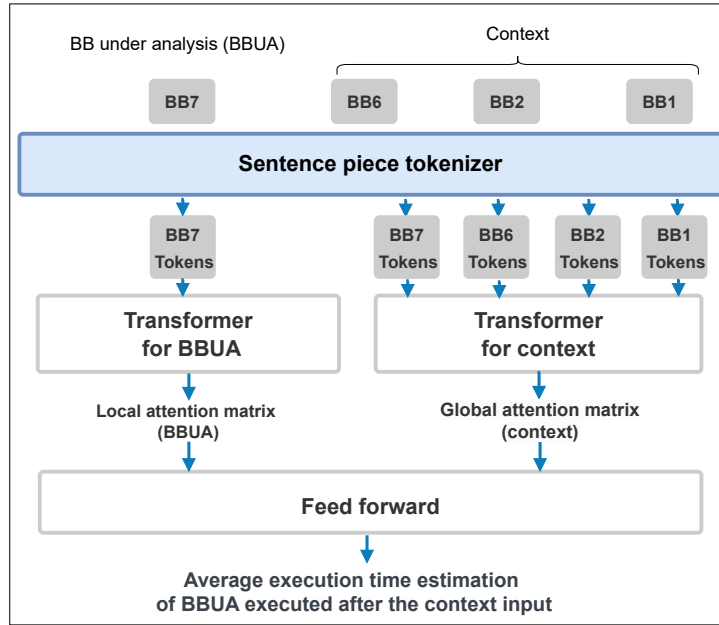 BB under analysis (BBUA)
Context
BB7
BB6
BB2
BB1
Sentence piece tokenizer
BB7
Tokens
BB7
Tokens
BB6
Tokens
BB2
Tokens
BB1
Tokens
Transformer
for BBUA
Transformer
for context
Local attention matrix
(BBUA)
Global attention matrix
(context)
Feed forward
Average execution time estimation
of BBUA executed after the context input